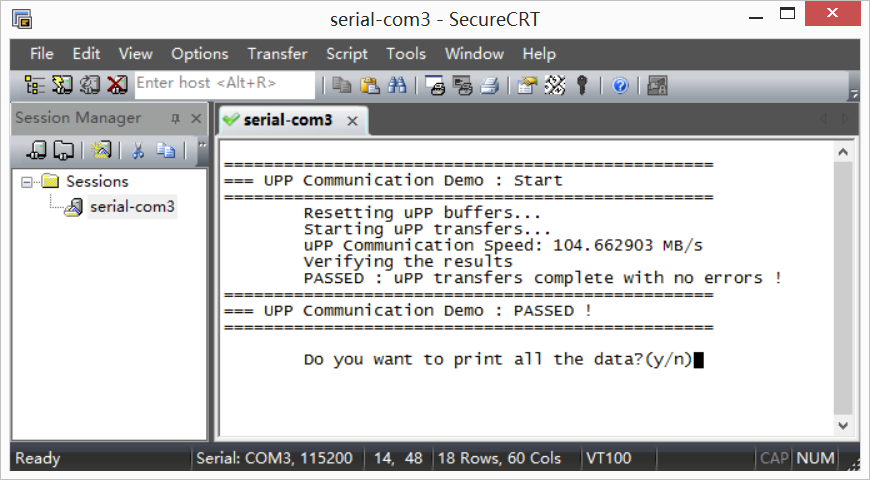 serial-com3 - SecureCRT
File Edit View Options Transfer Script Tools Window Help
Enter host <Alt+R>
Session Manager
serial-com3
Sessions
serial-com3
=================================================
=== UPP Communication Demo : Start
=================================================
Resetting uPP buffers...
Starting uPP transfers...
uPP Communication Speed: 104.662903 MB/s
Verifying the results
PASSED : uPP transfers complete with no errors !
=================================================
=== UPP Communication Demo : PASSED !
=================================================
Do you want to print all the data?(y/n)
Ready Serial: COM3, 115200 14, 48 18 Rows, 60 Cols VT100 CAP NUM